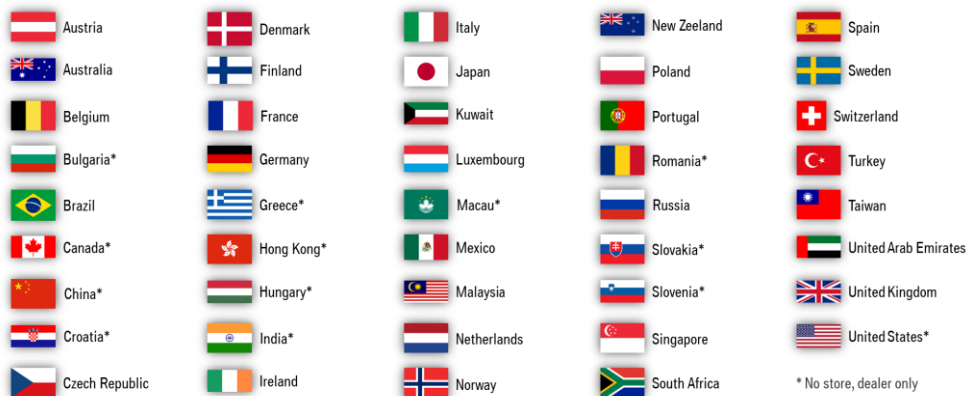 Austria
Australia
Belgium
Bulgaria*
Brazil
Canada*
China*
Croatia*
Czech Republic
Denmark
Finland
France
Germany
Greece*
Hong Kong*
Hungary*
India*
Ireland
Italy
Japan
Kuwait
Luxembourg
Macau*
Mexico
Malaysia
Netherlands
Norway
New Zeeland
Poland
Portugal
Romania*
Russia
Slovakia*
Slovenia*
Singapore
South Africa
Spain
Sweden
Switzerland
Turkey
Taiwan
United Arab Emirates
United Kingdom
United States*
* No store, dealer only